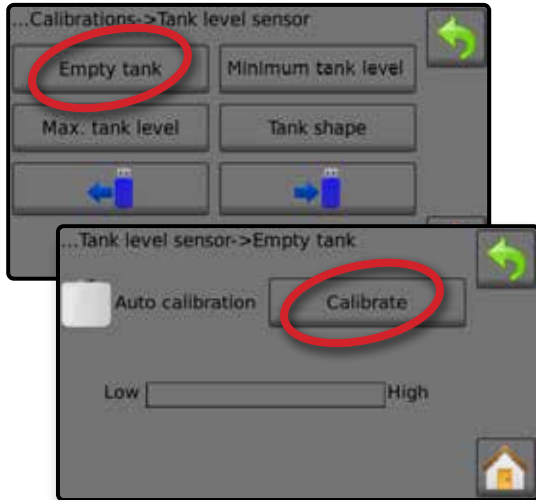 ...Calibrations->Tank level sensor
Empty tank
Minimum tank level
Max. tank level
Tank shape
...Tank level sensor->Empty tank
Auto calibration
Calibrate
Low
High